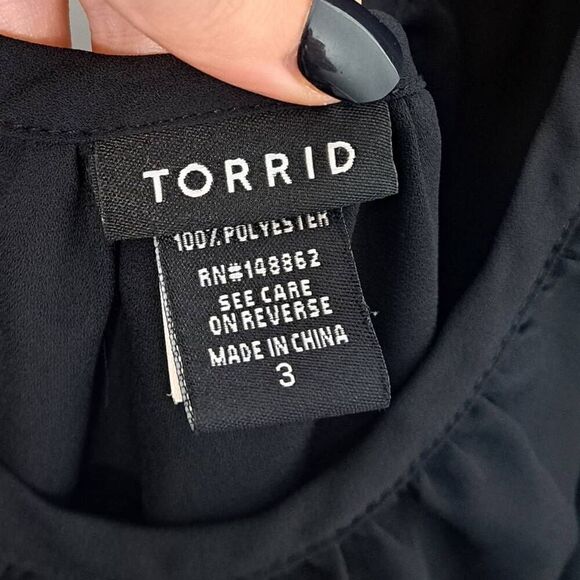 TORRID
100% POLYESTER
RN#148862
SEE CARE
ON REVERSE
MADE IN CHINA
3